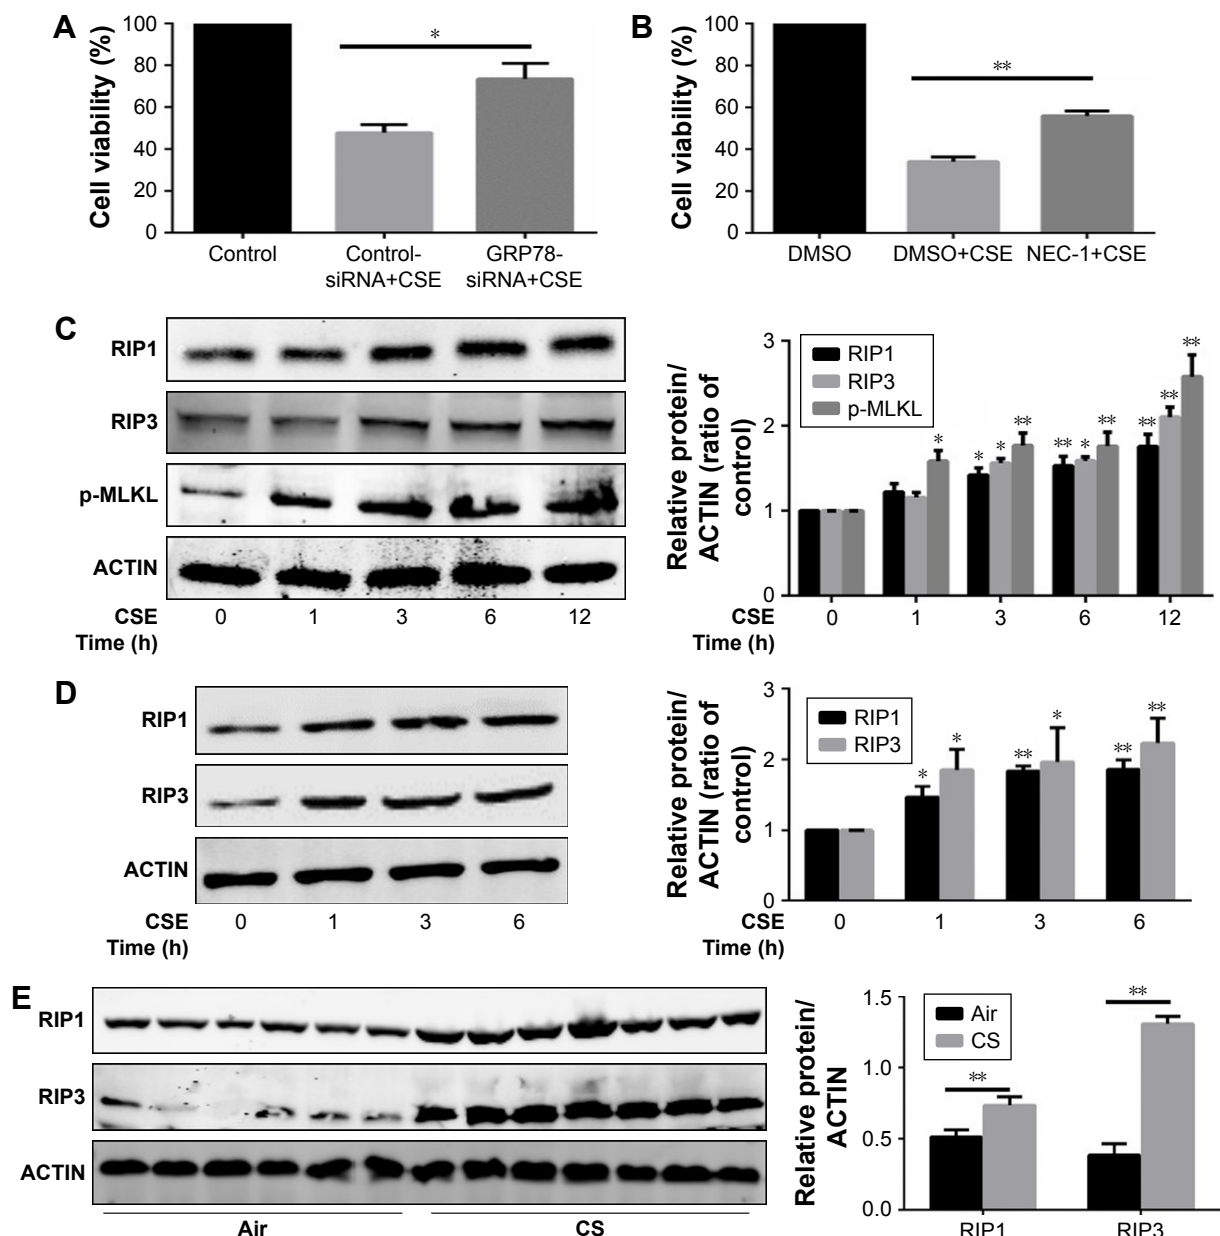 A
Cell viability (%)
100
80
60
40
20
0
*
Control
Control-
siRNA+CSE
GRP78-
siRNA+CSE
B
Cell viability (%)
100
80
60
40
20
0
**
DMSO
DMSO+CSE
NEC-1+CSE
C
RIP1
RIP3
p-MLKL
ACTIN
CSE
Time (h)
0 1 3 6 12
Relative protein/
ACTIN (ratio of
control)
3
2
1
0
RIP1
RIP3
p-MLKL
*
* * **
** * **
** ** **
0 1 3 6 12
D
RIP1
RIP3
ACTIN
CSE
Time (h)
0 1 3 6
Relative protein/
ACTIN (ratio of
control)
3
2
1
0
RIP1
RIP3
* *
** *
** **
CSE
Time (h)
0 1 3 6
E
RIP1
RIP3
ACTIN
Air CS
Relative protein/
ACTIN
1.5
1.0
0.5
0.0
Air
CS
**
**
RIP1 RIP3